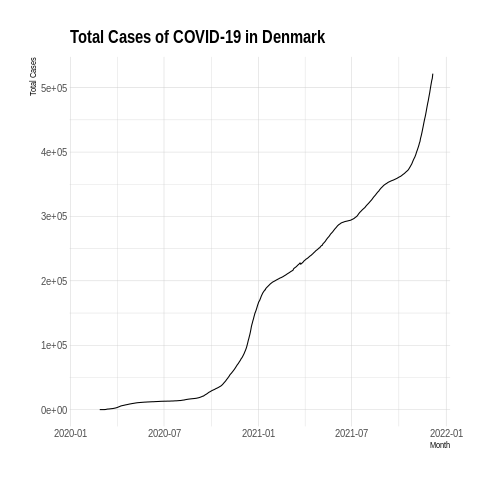 Total Cases of COVID-19 in Denmark
Total Cases
5e+05
4e+05
3e+05
2e+05
1e+05
0e+00
2020-01 2020-07 2021-01 2021-07 2022-01
Month